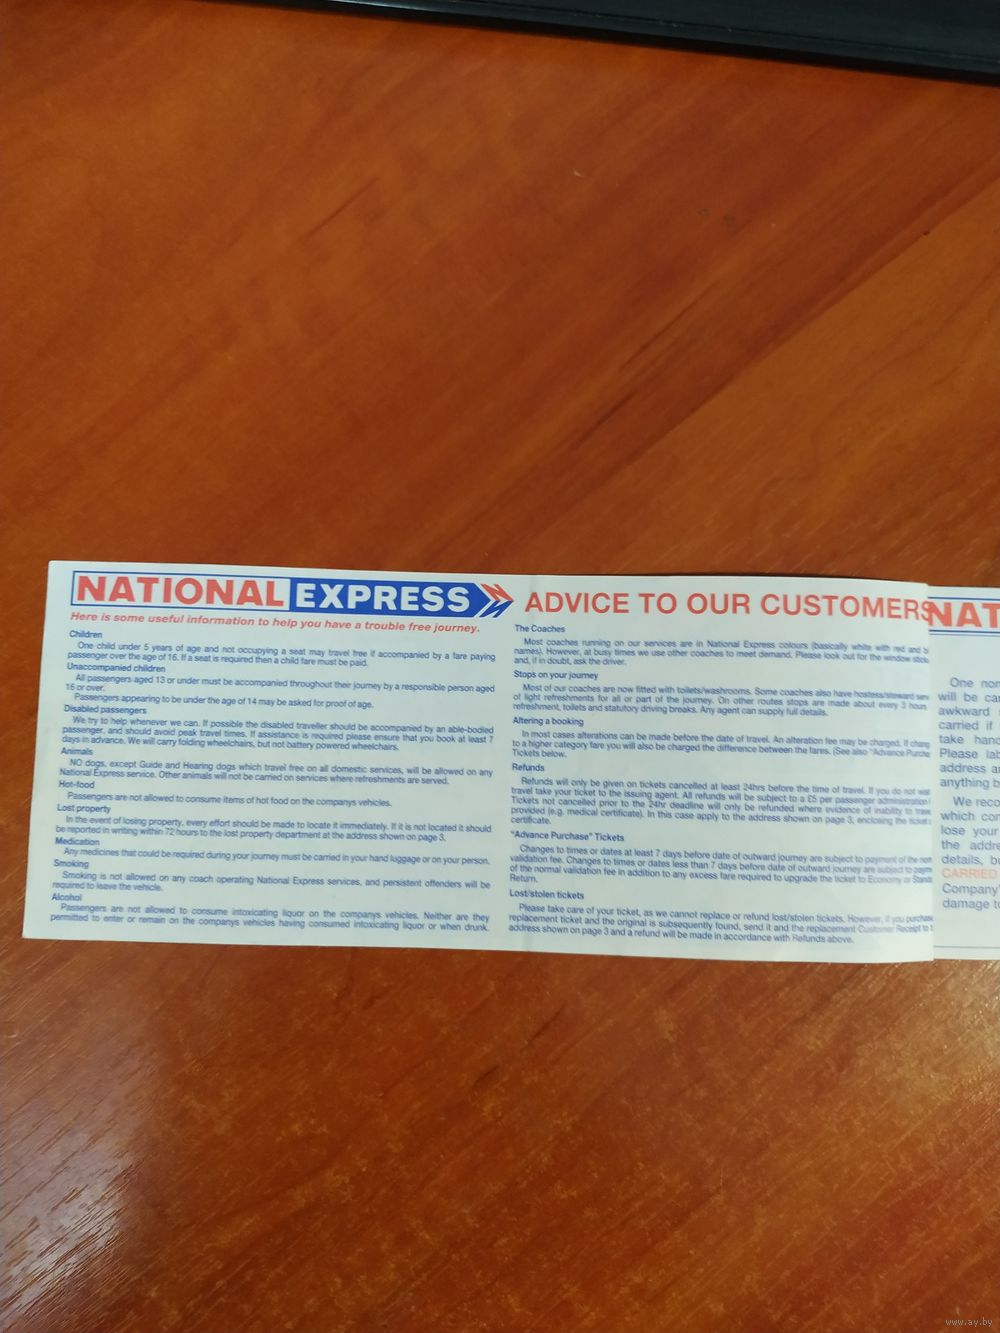 NATIONAL EXPRESS
Here is some useful information to help you have a trouble free journey.
Children
One child under 5 years of age and not occupying a seat may travel free if accompanied by a fare paying
passenger over the age of 16. If a seat is required then a child fare must be paid.
Unaccompanied children
All passengers aged 13 or under must be accompanied throughout their journey by a responsible person aged
16 or over.
Passengers appearing to be under the age of 14 may be asked for proof of age.
Disabled passengers
We try to help whenever we can. If possible the disabled traveller should be accompanied by an able-bodied
passenger, and should avoid peak travel times. If assistance is required please ensure that you book at least 7
days in advance. We will carry folding wheelchairs, but not battery powered wheelchairs.
Animals
NO dogs, except Guide and Hearing dogs which travel free on all domestic services, will be allowed on any
National Express service. Other animals will not be carried on services where refreshments are served.
Hot-food
Passengers are not allowed to consume items of hot food on the companys vehicles.
Lost property
In the event of losing property, every effort should be made to locate it immediately. If it is not located it should
be reported in writing within 72 hours to the lost property department at the address shown on page 3.
Medication
Any medicines that could be required during your journey must be carried in your hand luggage or on your person.
Smoking
Smoking is not allowed on any coach operating National Express services, and persistent offenders will be
required to leave the vehicle.
Alcohol
Passengers are not allowed to consume intoxicating liquor on the companys vehicles. Neither are they
permitted to enter or remain on the companys vehicles having consumed intoxicating liquor or when drunk.
ADVICE TO OUR CUSTOMERS
The Coaches
Most coaches running on our services are in National Express colours (basically white with red and
names). However, at busy times we use other coaches to meet demand. Please look out for the window
and, if in doubt, ask the driver.
Stops on your journey
Most of our coaches are now fitted with toilets/washrooms. Some coaches also have hostess/steward
of light refreshments for all or part of the journey. On other routes stops are made about every 3 hours
refreshment, toilets and statutory driving breaks. Any agent can supply full details.
Altering a booking
In most cases alterations can be made before the date of travel. An alteration fee may be charged. If
to a higher category fare you will also be charged the difference between the fares. (See also "Advance
Tickets below.
Refunds
Refunds will only be given on tickets cancelled at least 24hrs before the time of travel. If you do not
travel take your ticket to the issuing agent. All refunds will be subject to a £5 per passenger administration
Tickets not cancelled prior to the 24hr deadline will only be refunded where evidence of inability to
provided (e.g. medical certificate). In this case apply to the address shown on page 3, enclosing the
certificate.
"Advance Purchase" Tickets
Changes to times or dates at least 7 days before date of outward journey are subject to payment of the
validation fee. Changes to times or dates less than 7 days before date of outward journey are subject to
of the normal validation fee in addition to any excess fare required to upgrade the ticket to Economy or
Return.
Lost/stolen tickets
Please take care of your ticket, as we cannot replace or refund lost/stolen tickets. However, if you
replacement ticket and the original is subsequently found, send it and the replacement Customer Receipt to
address shown on page 3 and a refund will be made in accordance with Refunds above.
NAT
One
will be
awkward
carried if
take
Please
address
anything
We
which
lose your
the
details,
CARRIED
Company'
damage
www.ay.by